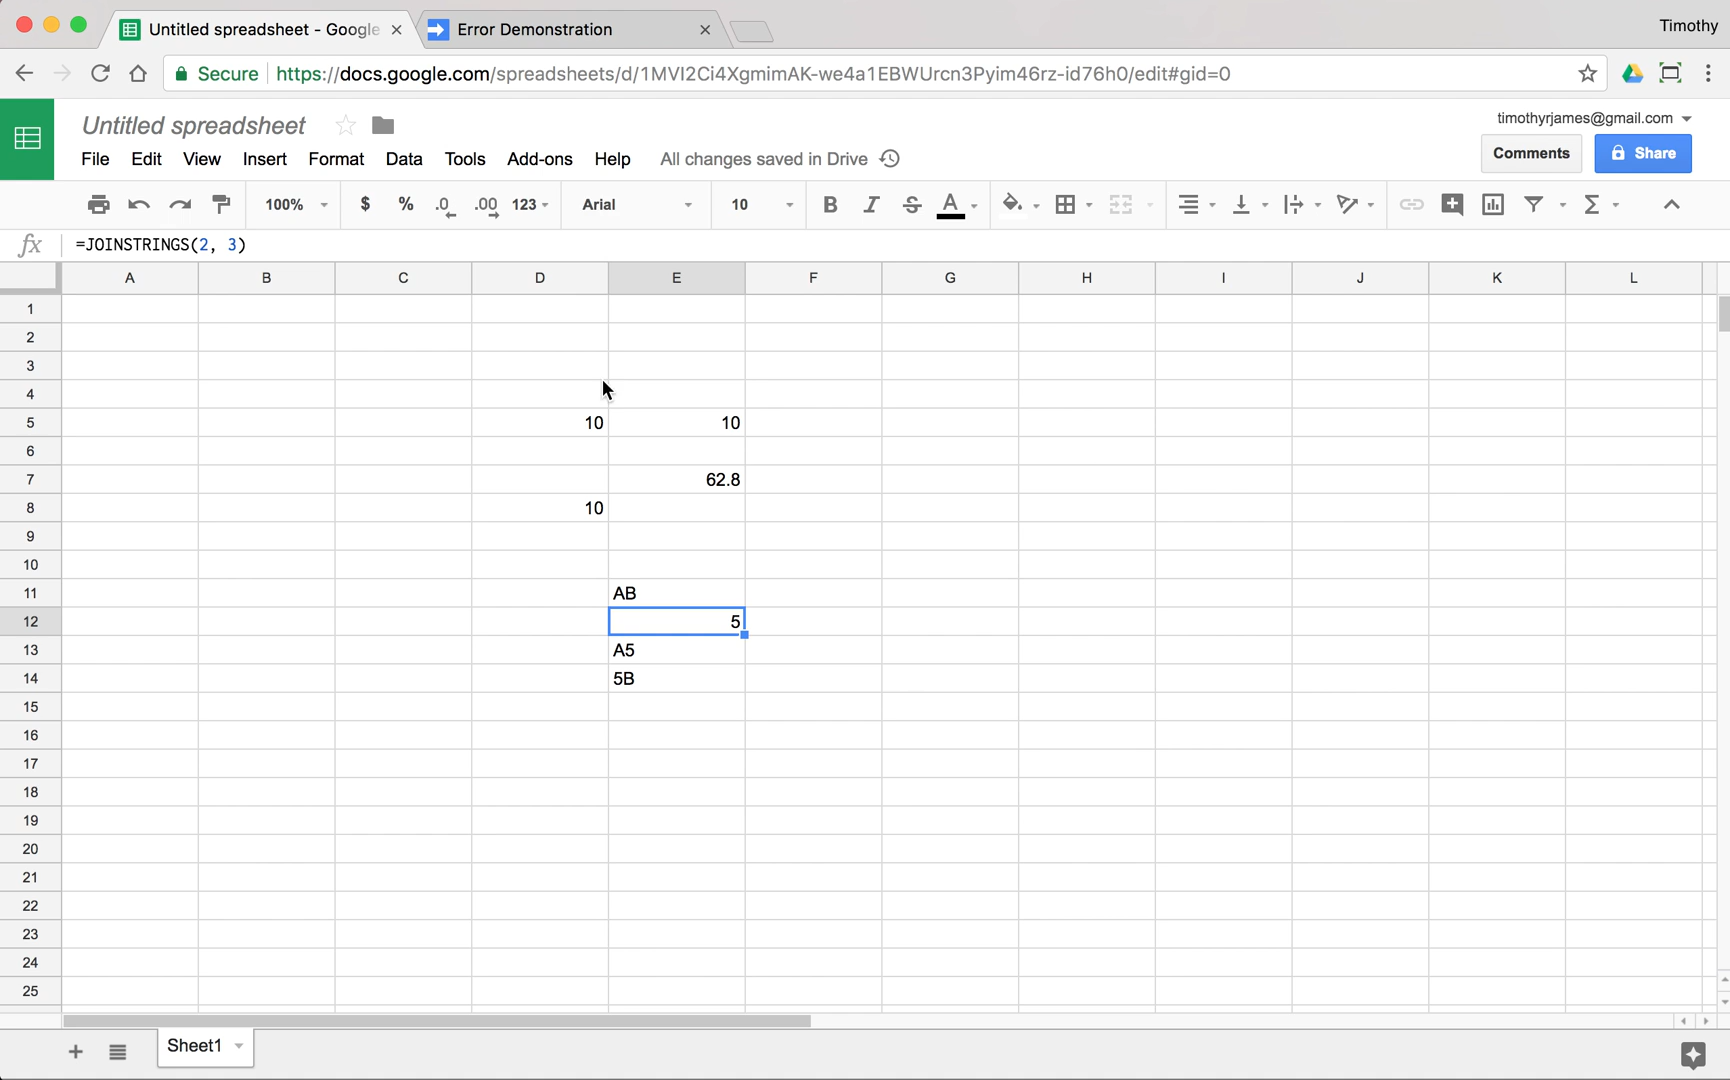 Untitled spreadsheet - Google
Error Demonstration
Timothy
Secure https://docs.google.com/spreadsheets/d/1MVI2Ci4XgmimAK-we4a1EBWUrcn3Pyim46rz-id76h0/edit#gid=0
Untitled spreadsheet
timothyrjames@gmail.com
File Edit View Insert Format Data Tools Add-ons Help All changes saved in Drive
Comments Share
100% $ % .0 .00 123 Arial 10 B I S A Σ
fx =JOINSTRINGS(2, 3)
A B C D E F G H I J K L
1
2
3
4
5 10 10
6
7 62.8
8 10
9
10
11 AB
12 5
13 A5
14 5B
15
16
17
18
19
20
21
22
23
24
25
+ Sheet1